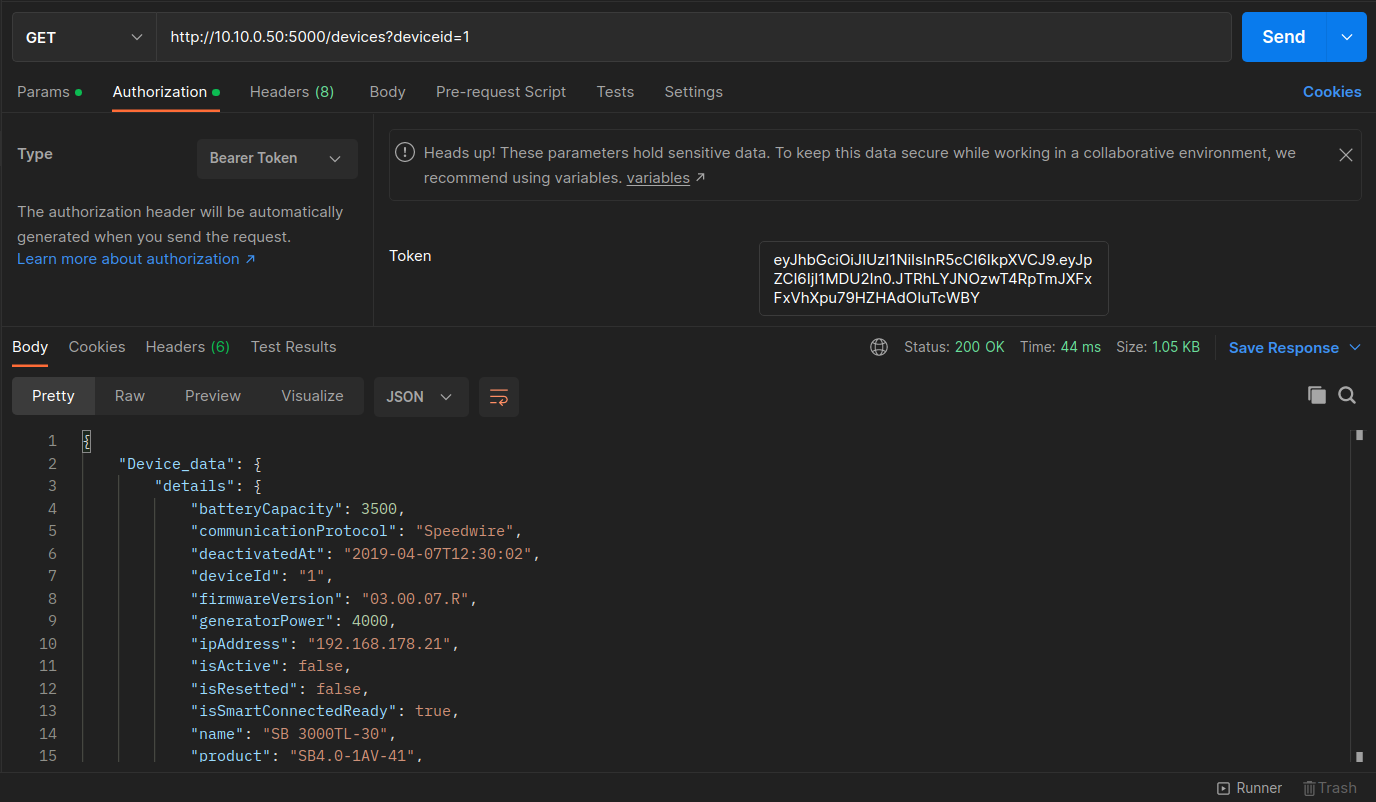 GET http://10.10.0.50:5000/devices?deviceid=1 Send
Params Authorization Headers (8) Body Pre-request Script Tests Settings Cookies
Type Bearer Token
The authorization header will be automatically
generated when you send the request.
Learn more about authorization ↗
Heads up! These parameters hold sensitive data. To keep this data secure while working in a collaborative environment, we
recommend using variables. variables ↗
Token
eyJhbGciOiJIUzI1NiIsInR5cCI6IkpXVCJ9.eyJp
ZCI6IjI1MDU2In0.JTRhLYJNOzwT4RpTmJXFx
FxVhXpu79HZHAdOIuTcWBY
Body Cookies Headers (6) Test Results Status: 200 OK Time: 44 ms Size: 1.05 KB Save Response
Pretty Raw Preview Visualize JSON
1 {
2 "Device_data": {
3 "details": {
4 "batteryCapacity": 3500,
5 "communicationProtocol": "Speedwire",
6 "deactivatedAt": "2019-04-07T12:30:02",
7 "deviceId": "1",
8 "firmwareVersion": "03.00.07.R",
9 "generatorPower": 4000,
10 "ipAddress": "192.168.178.21",
11 "isActive": false,
12 "isResetted": false,
13 "isSmartConnectedReady": true,
14 "name": "SB 3000TL-30",
15 "product": "SB4.0-1AV-41",
Runner Trash